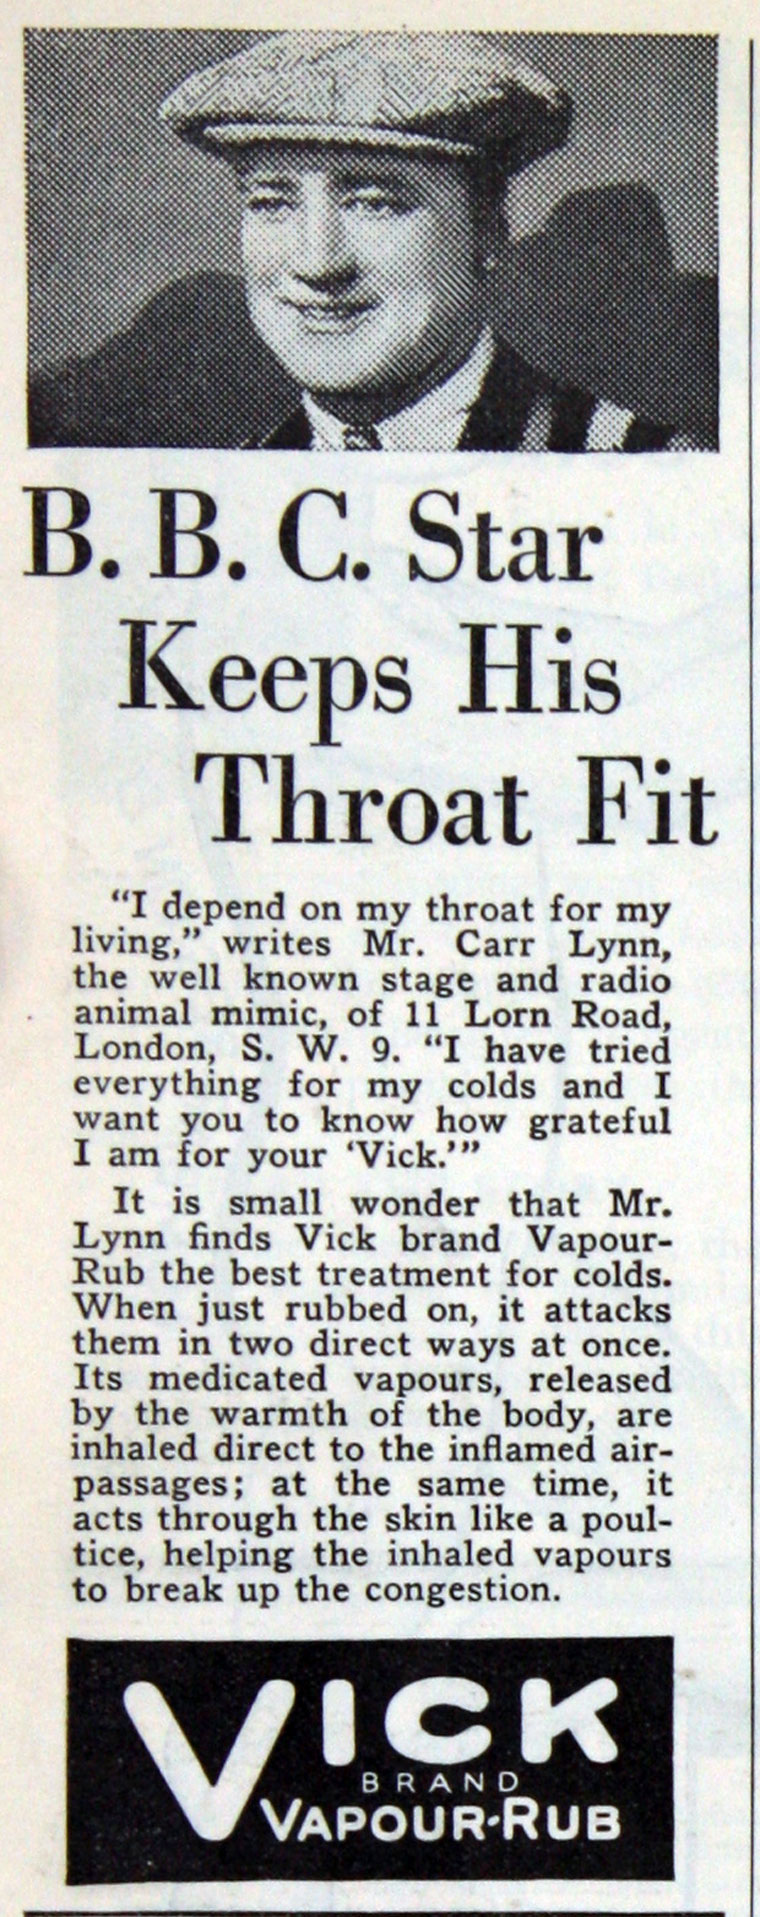 B. B. C. Star
Keeps His
Throat Fit
"I depend on my throat for my
living," writes Mr. Carr Lynn,
the well known stage and radio
animal mimic, of 11 Lorn Road,
London, S. W. 9. "I have tried
everything for my colds and I
want you to know how grateful
I am for your 'Vick.'"
It is small wonder that Mr.
Lynn finds Vick brand Vapour-
Rub the best treatment for colds.
When just rubbed on, it attacks
them in two direct ways at once.
Its medicated vapours, released
by the warmth of the body, are
inhaled direct to the inflamed air-
passages; at the same time, it
acts through the skin like a poul-
tice, helping the inhaled vapours
to break up the congestion.
VICK
BRAND
VAPOUR-RUB